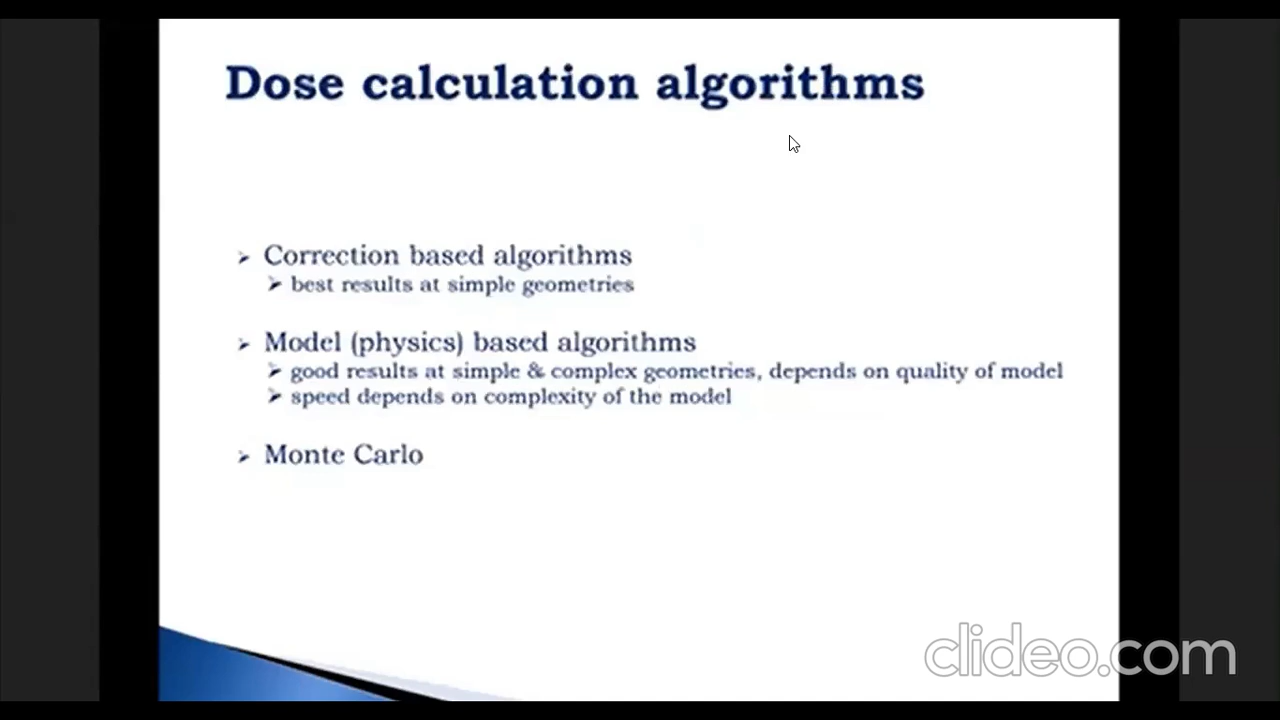 Dose calculation algorithms
Correction based algorithms
best results at simple geometries
Model (physics) based algorithms
good results at simple & complex geometries, depends on quality of model
speed depends on complexity of the model
Monte Carlo
clideo.com